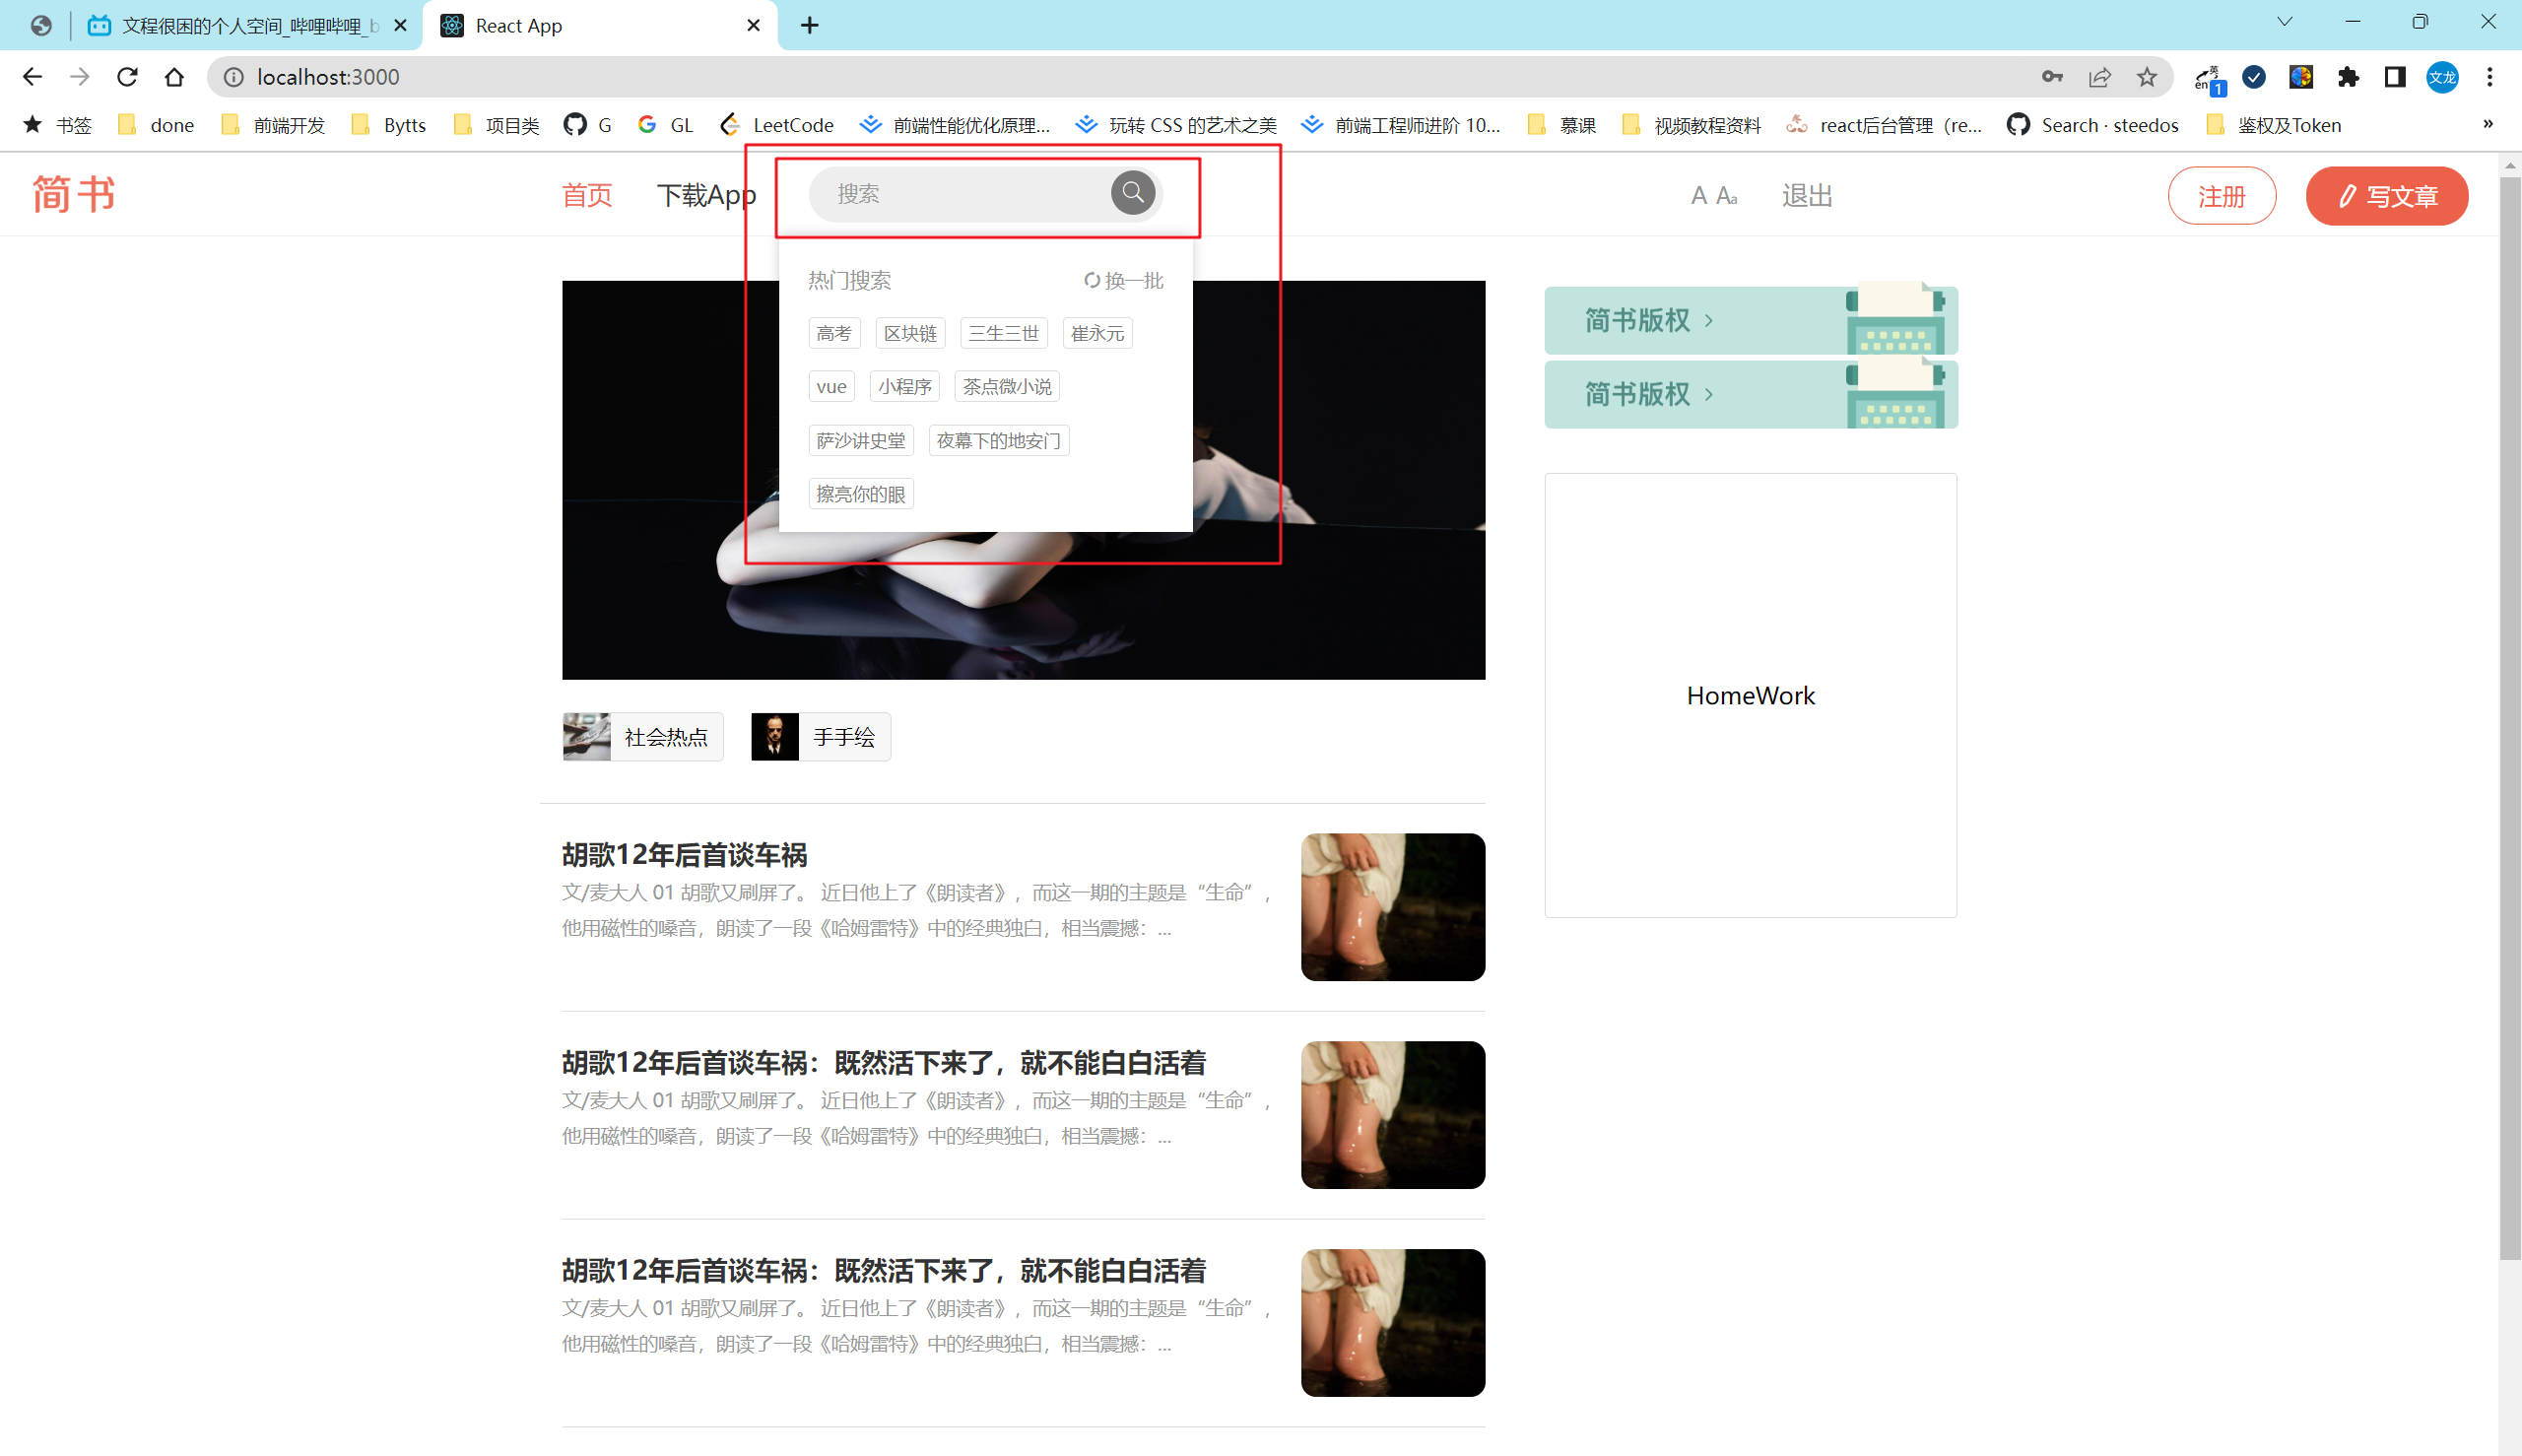 文程很困的个人空间_哔哩哔哩_b
React App
localhost:3000
英
en
1
文龙
书签
done
前端开发
Bytts
项目类
G
GL
LeetCode
前端性能优化原理...
玩转 CSS 的艺术之美
前端工程师进阶 10...
慕课
视频教程资料
react后台管理（re...
Search · steedos
鉴权及Token
»
简书
首页
下载App
搜索
A Aa
退出
注册
写文章
热门搜索
换一批
高考
区块链
三生三世
崔永元
vue
小程序
茶点微小说
萨沙讲史堂
夜幕下的地安门
擦亮你的眼
简书版权
简书版权
HomeWork
社会热点
手手绘
胡歌12年后首谈车祸
文/麦大人 01 胡歌又刷屏了。 近日他上了《朗读者》，而这一期的主题是“生命”，
他用磁性的嗓音，朗读了一段《哈姆雷特》中的经典独白，相当震撼：...
胡歌12年后首谈车祸：既然活下来了，就不能白白活着
文/麦大人 01 胡歌又刷屏了。 近日他上了《朗读者》，而这一期的主题是“生命”，
他用磁性的嗓音，朗读了一段《哈姆雷特》中的经典独白，相当震撼：...
胡歌12年后首谈车祸：既然活下来了，就不能白白活着
文/麦大人 01 胡歌又刷屏了。 近日他上了《朗读者》，而这一期的主题是“生命”，
他用磁性的嗓音，朗读了一段《哈姆雷特》中的经典独白，相当震撼：...